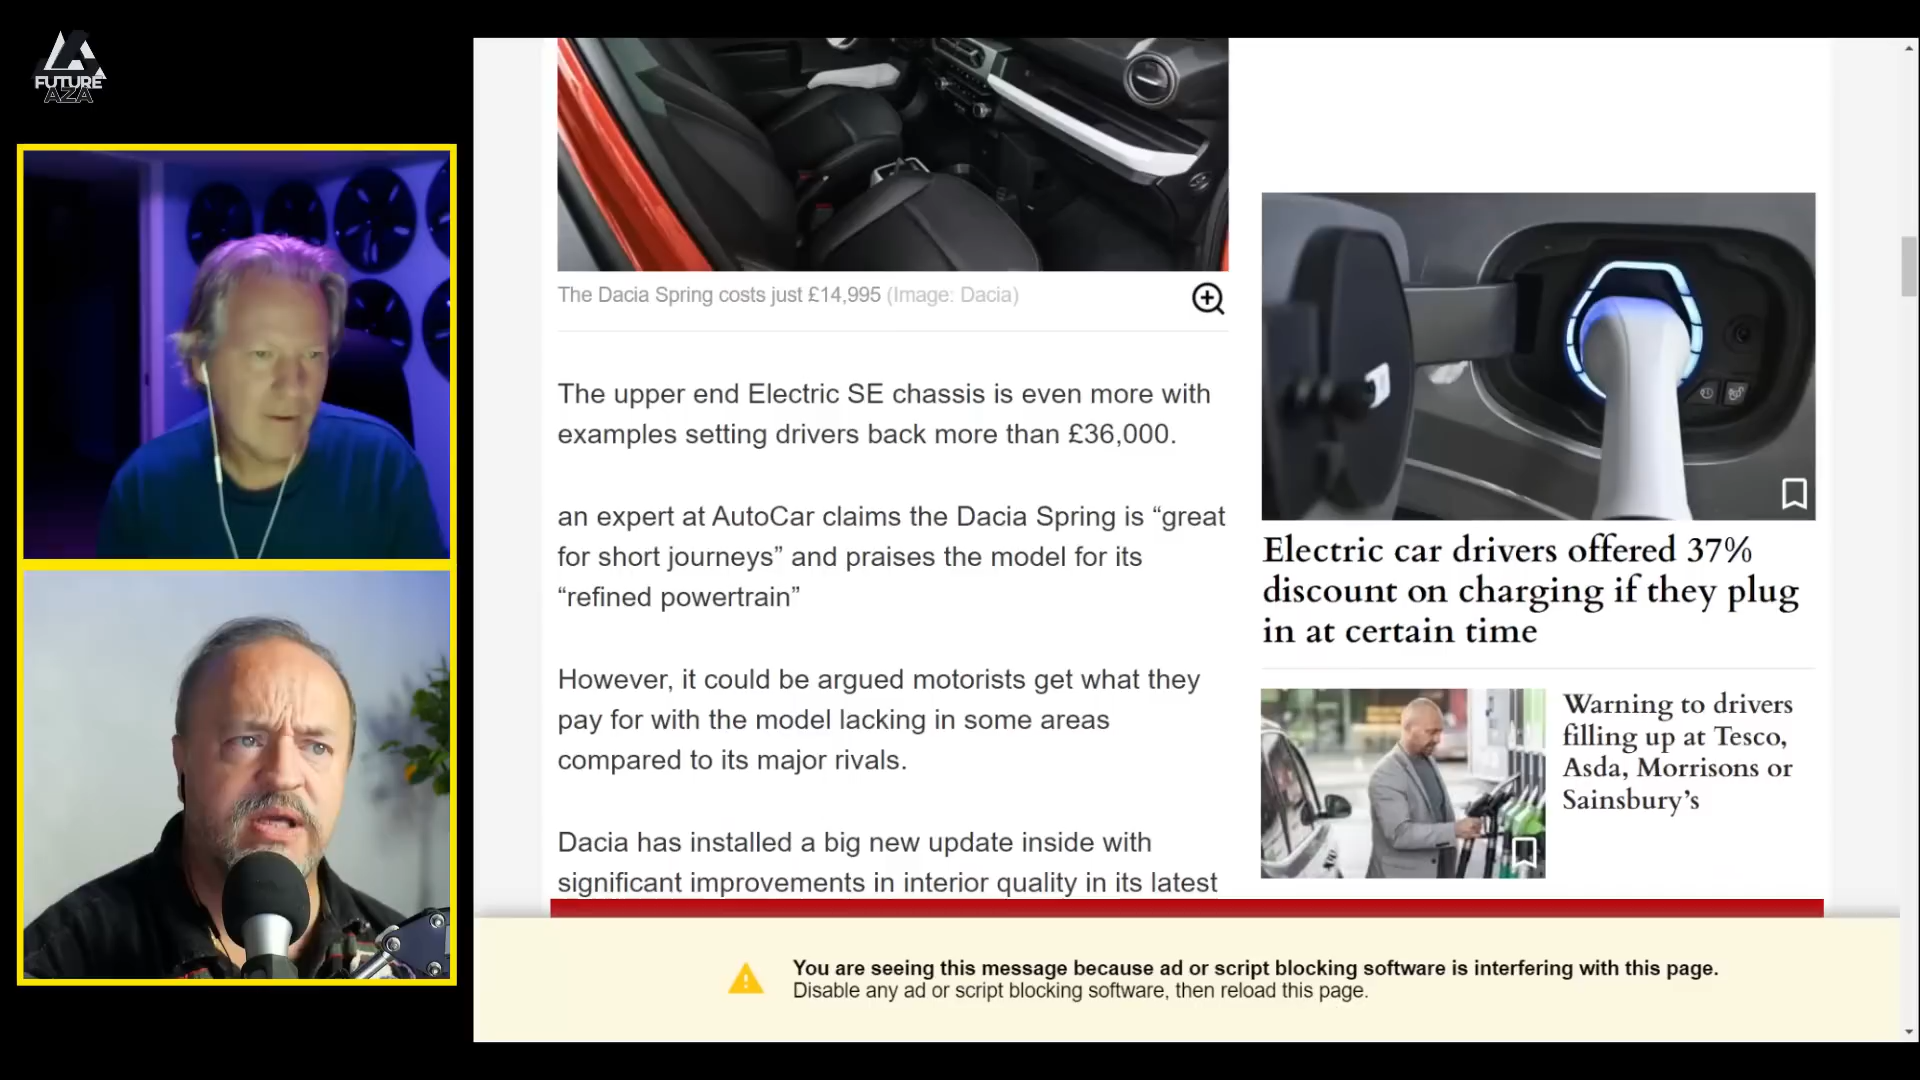 FUTURE
AZA
The Dacia Spring costs just £14,995 (Image: Dacia)
The upper end Electric SE chassis is even more with
examples setting drivers back more than £36,000.
an expert at AutoCar claims the Dacia Spring is “great
for short journeys” and praises the model for its
“refined powertrain”
However, it could be argued motorists get what they
pay for with the model lacking in some areas
compared to its major rivals.
Dacia has installed a big new update inside with
significant improvements in interior quality in its latest
Electric car drivers offered 37%
discount on charging if they plug
in at certain time
Warning to drivers
filling up at Tesco,
Asda, Morrisons or
Sainsbury’s
You are seeing this message because ad or script blocking software is interfering with this page.
Disable any ad or script blocking software, then reload this page.